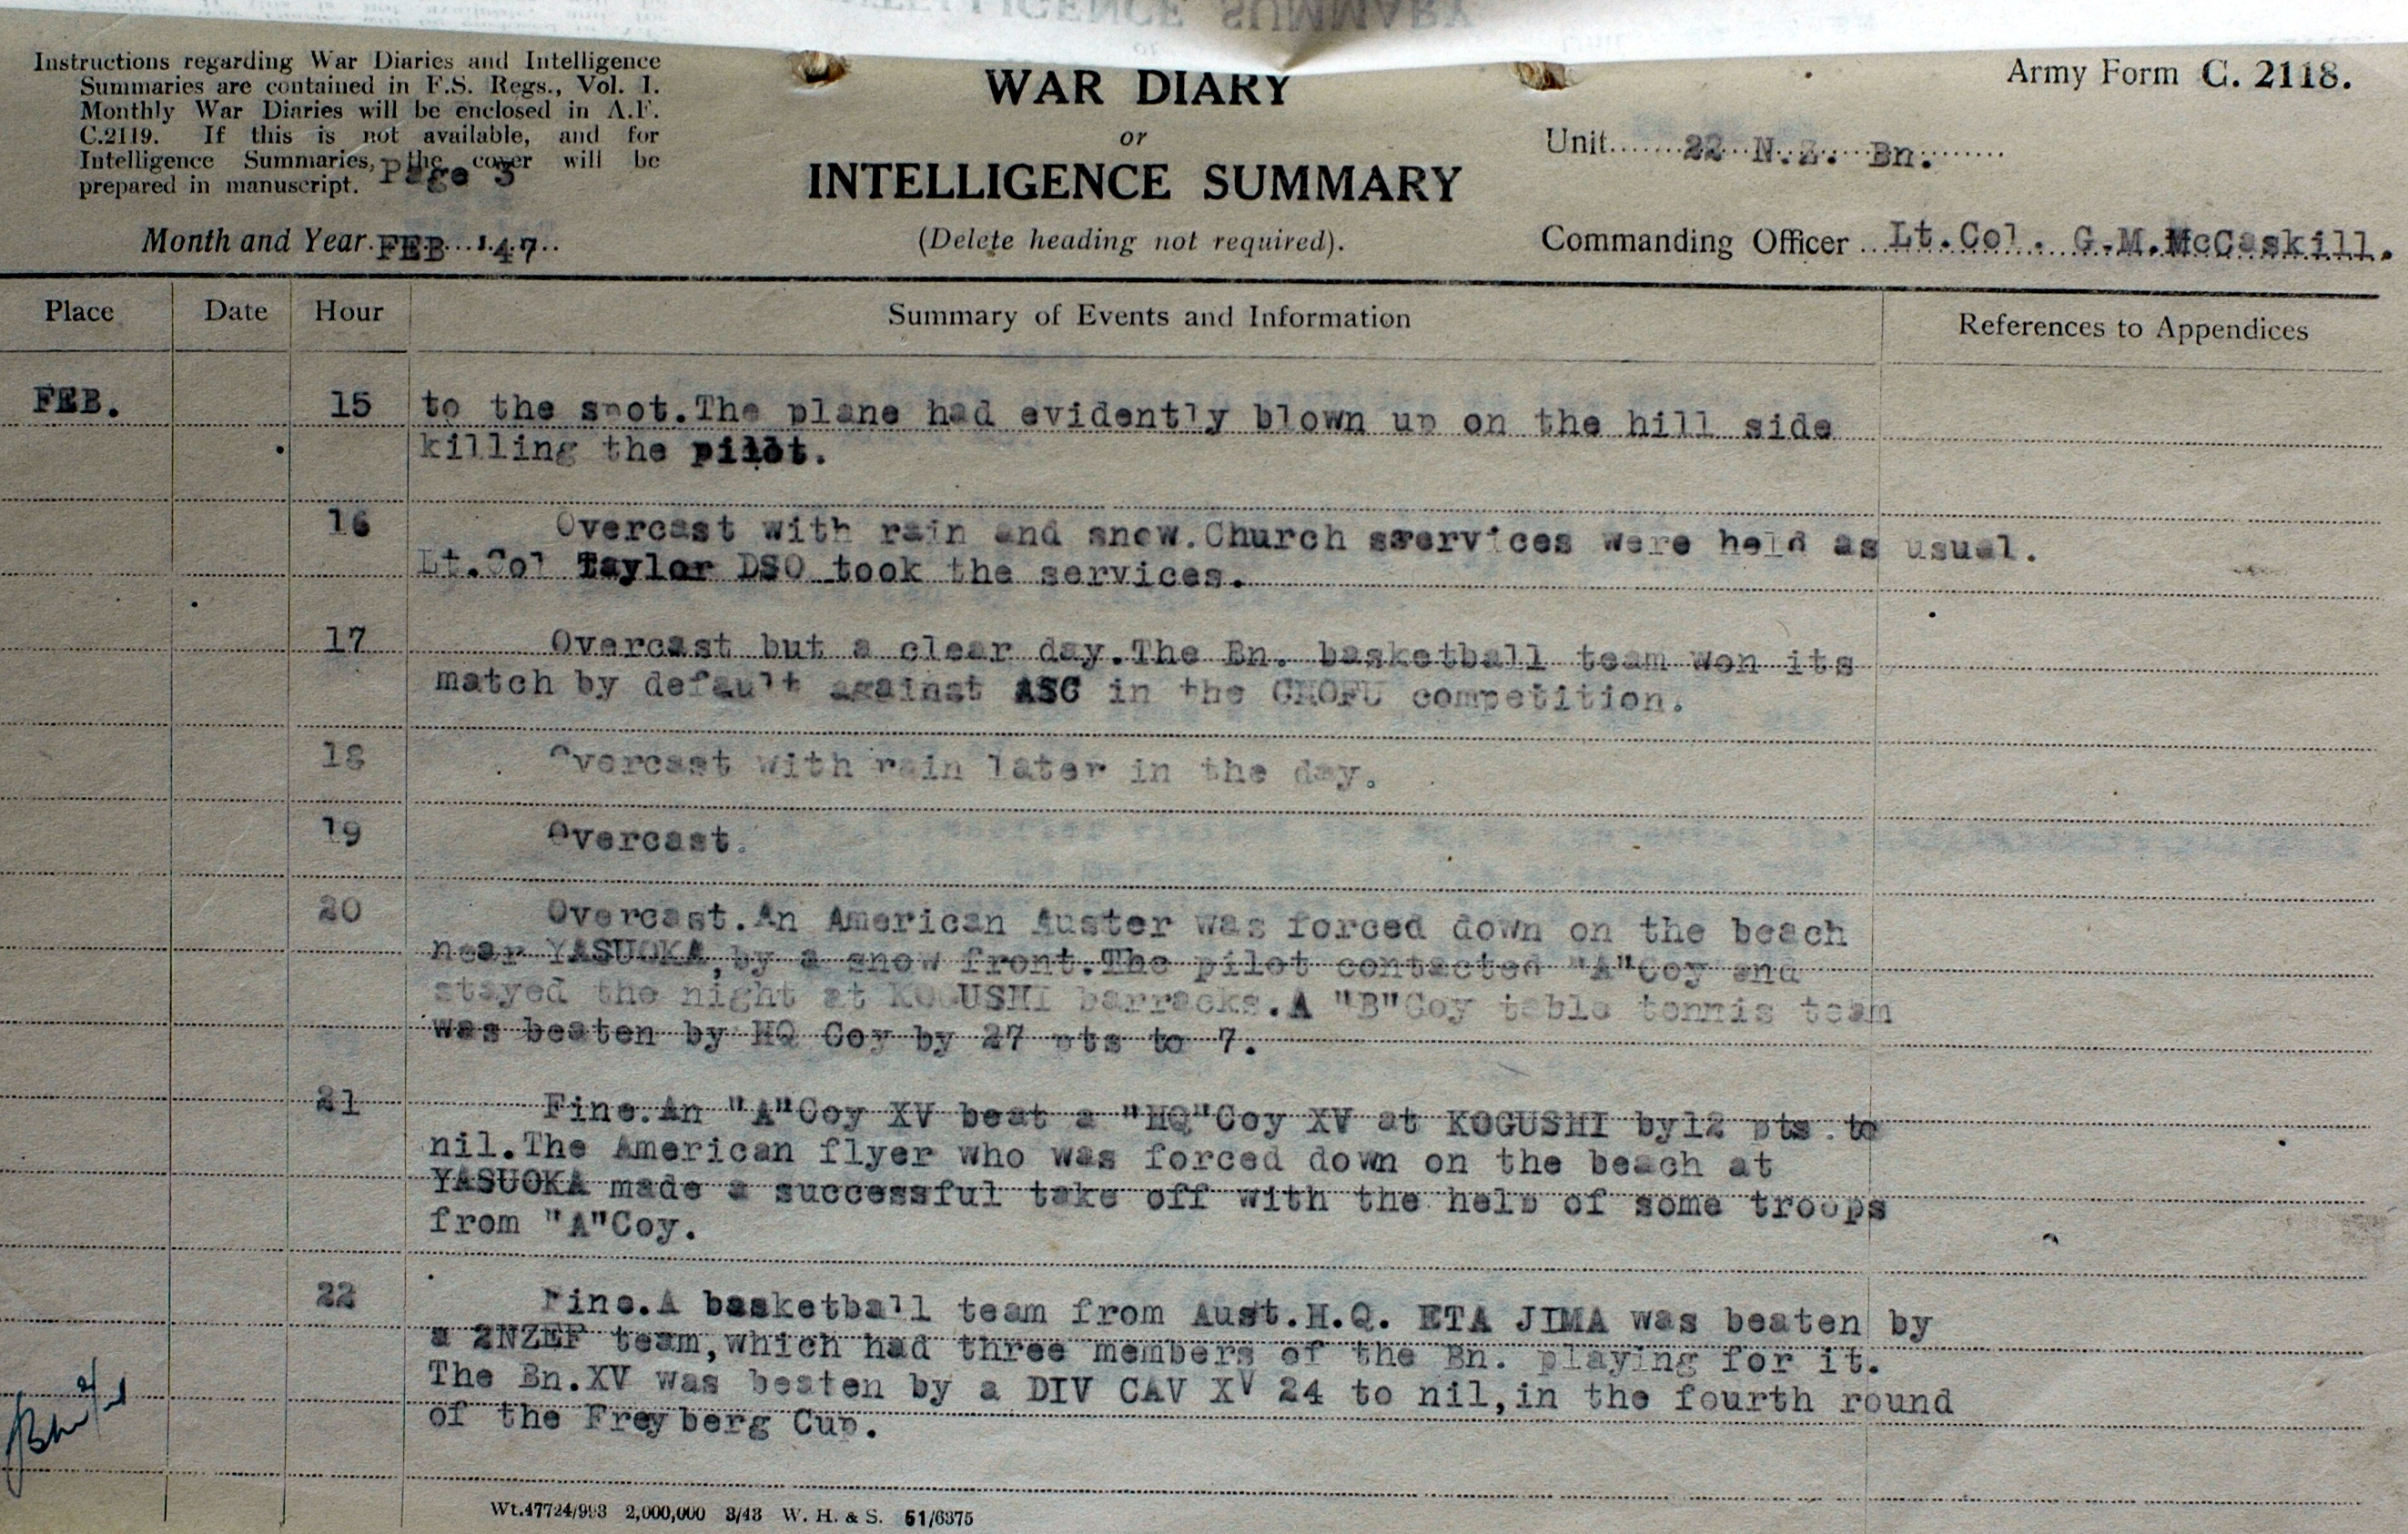 Instructions regarding War Diaries and Intelligence
Summaries are contained in F.S. Regs., Vol. I.
Monthly War Diaries will be enclosed in A.F.
C.2119. If this is not available, and for
Intelligence Summaries, the cover will be
prepared in manuscript.
Page 3
Month and Year FEB '47
WAR DIARY
or
INTELLIGENCE SUMMARY
(Delete heading not required).
Army Form C. 2118.
Unit 22 N.Z. Bn.
Commanding Officer Lt.Col. G.M.McCaskill.
Place Date Hour Summary of Events and Information References to Appendices
FEB. 15 to the spot.The plane had evidently blown up on the hill side
killing the pilot.
16 Overcast with rain and snow.Church services were held as usual.
Lt.Col Taylor DSO took the services.
17 Overcast but a clear day.The Bn. basketball team won its
match by default against ASC in the CHOFU competition.
18 Overcast with rain later in the day.
19 Overcast.
20 Overcast.An American Auster was forced down on the beach
near YASUOKA,by a snow front.The pilot contacted "A"Coy and
stayed the night at KOGUSHI barracks.A "B"Coy table tennis team
was beaten by HQ Coy by 27 pts to 7.
21 Fine.An "A"Coy XV beat a "HQ"Coy XV at KOGUSHI by12 pts to
nil.The American flyer who was forced down on the beach at
YASUOKA made a successful take off with the help of some troops
from "A"Coy.
22 Fine.A basketball team from Aust.H.Q. ETA JIMA was beaten by
a 2NZEF team,which had three members of the Bn. playing for it.
The Bn.XV was beaten by a DIV CAV XV 24 to nil,in the fourth round
of the Freyberg Cup.
Wt.47724/993 2,000,000 3/43 W. H. & S. 51/6375